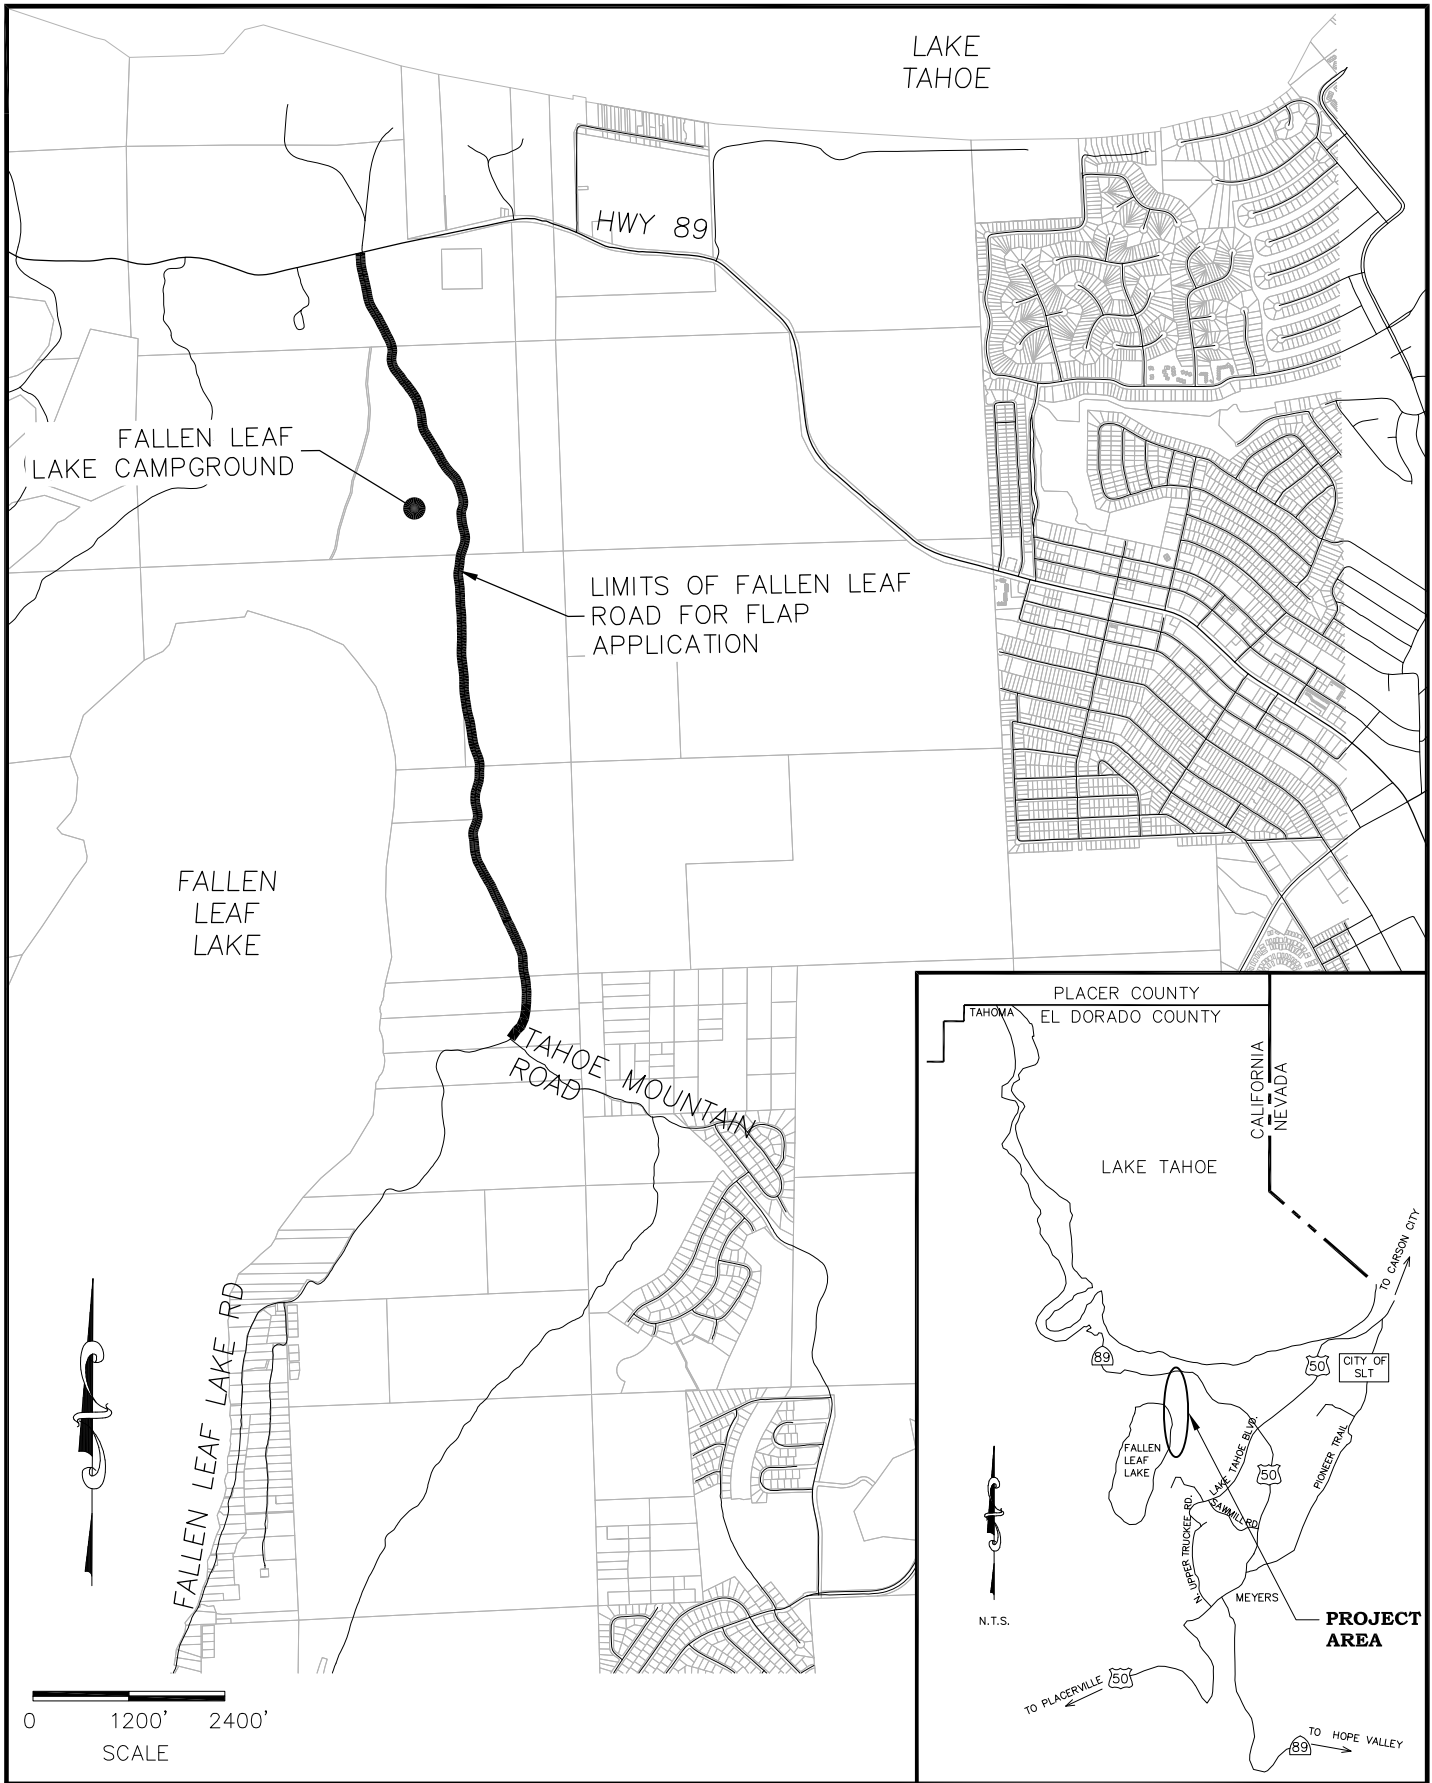 LAKE
TAHOE
HWY 89
FALLEN LEAF
LAKE CAMPGROUND
LIMITS OF FALLEN LEAF
ROAD FOR FLAP
APPLICATION
FALLEN
LEAF
LAKE
TAHOE MOUNTAIN
ROAD
FALLEN LEAF LAKE RD
0 1200' 2400'
SCALE
PLACER COUNTY
TAHOMA
EL DORADO COUNTY
CALIFORNIA
NEVADA
LAKE TAHOE
TO CARSON CITY
89
50
CITY OF
SLT
FALLEN
LEAF
LAKE
LAKE TAHOE BLVD.
50
PIONEER TRAIL
SAWMILL RD.
N. UPPER TRUCKEE RD.
MEYERS
N.T.S.
PROJECT
AREA
TO PLACERVILLE
50
TO HOPE VALLEY
89